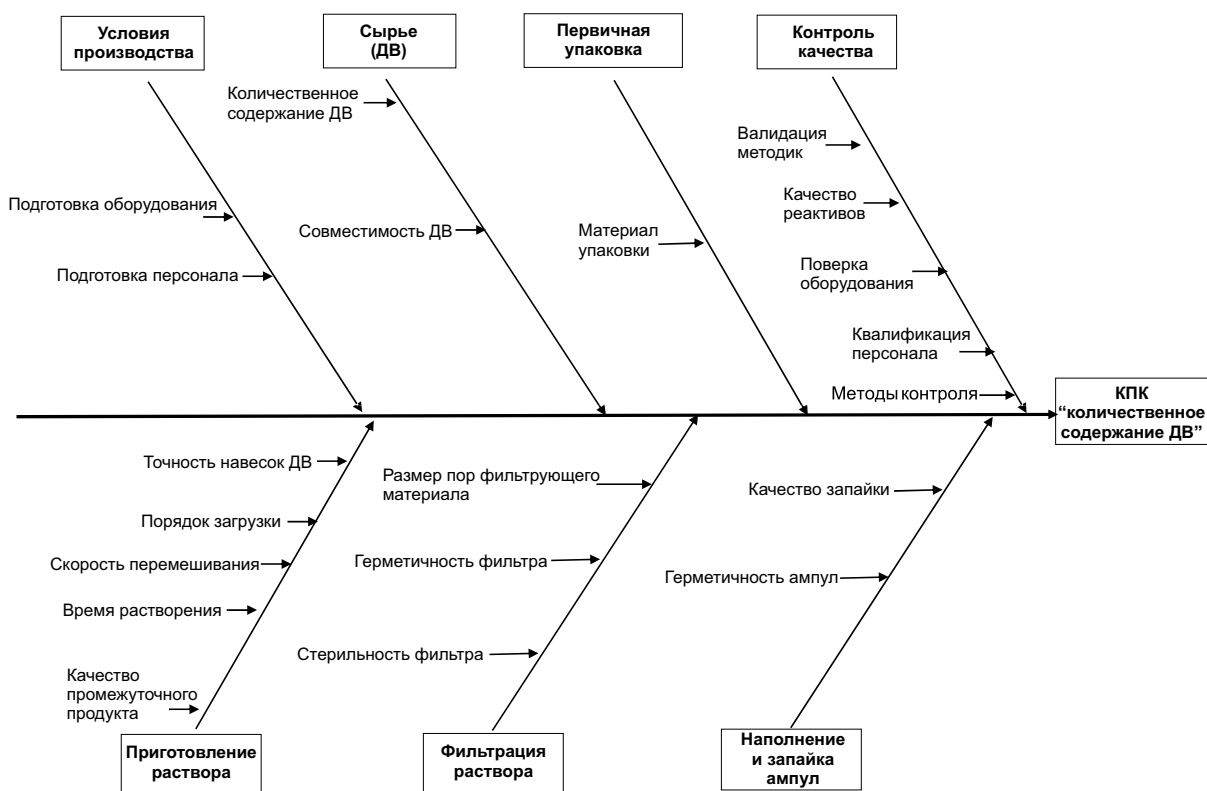 Условия
производства
Сырье
(ДВ)
Первичная
упаковка
Контроль
качества
Количественное
содержание ДВ
Валидация
методик
Подготовка оборудования
Качество
реактивов
Совместимость ДВ
Материал
упаковки
Подготовка персонала
Поверка
оборудования
Квалификация
персонала
Методы контроля
КПК
“количественное
содержание ДВ”
Точность навесок ДВ
Размер пор фильтрующего
материала
Качество запайки
Порядок загрузки
Скорость перемешивания
Герметичность фильтра
Герметичность ампул
Время растворения
Стерильность фильтра
Качество
промежуточного
продукта
Приготовление
раствора
Фильтрация
раствора
Наполнение
и запайка
ампул